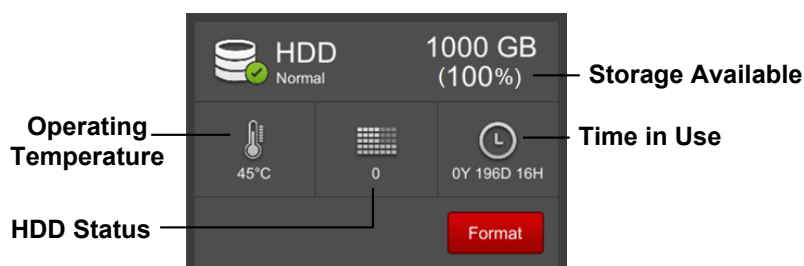 HDD
Normal
1000 GB
(100%)
Storage Available
Operating
Temperature
45°C
0
0Y 196D 16H
Time in Use
HDD Status
Format